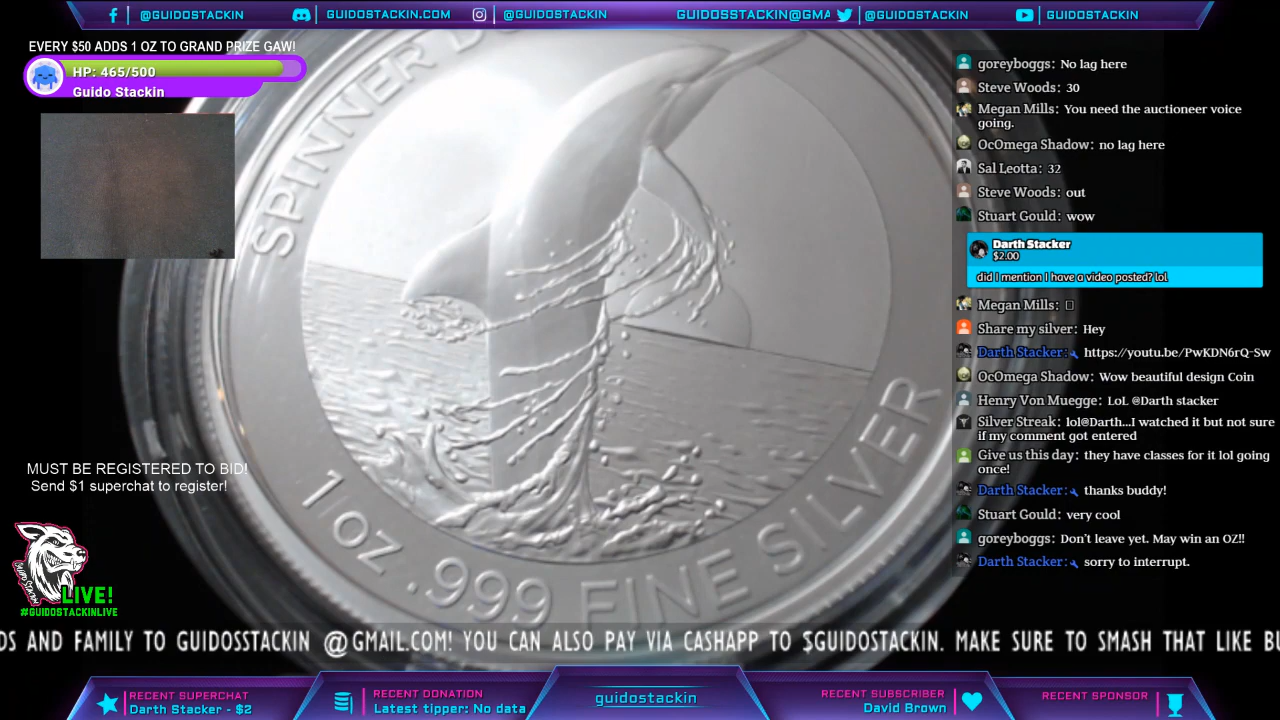 @GUIDOSTACKIN
GUIDOSTACKIN.COM
@GUIDOSTACKIN
GUIDOSSTACKIN@GMA
@GUIDOSTACKIN
GUIDOSTACKIN
EVERY $50 ADDS 1 OZ TO GRAND PRIZE GAW!
HP: 465/500
Guido Stackin
SPINNER
1 OZ .999 FINE SILVER
goreyboggs: No lag here
Steve Woods: 30
Megan Mills: You need the auctioneer voice
going.
OcOmega Shadow: no lag here
Sal Leotta: 32
Steve Woods: out
Stuart Gould: wow
Darth Stacker
$2.00
did I mention I have a video posted? lol
Megan Mills:
Share my silver: Hey
Darth Stacker: https://youtu.be/PwKDN6rQ-Sw
OcOmega Shadow: Wow beautiful design Coin
Henry Von Muegge: LoL @Darth stacker
Silver Streak: lol@Darth...I watched it but not sure
if my comment got entered
Give us this day: they have classes for it lol going
once!
Darth Stacker: thanks buddy!
Stuart Gould: very cool
goreyboggs: Don't leave yet. May win an OZ!!
Darth Stacker: sorry to interrupt.
MUST BE REGISTERED TO BID!
Send $1 superchat to register!
LIVE!
#GUIDOSTACKINLIVE
DS AND FAMILY TO GUIDOSSTACKIN @GMAIL.COM! YOU CAN ALSO PAY VIA CASHAPP TO $GUIDOSTACKIN. MAKE SURE TO SMASH THAT LIKE BU
RECENT SUPERCHAT
Darth Stacker - $2
RECENT DONATION
Latest tipper: No data
guidostackin
RECENT SUBSCRIBER
David Brown
RECENT SPONSOR